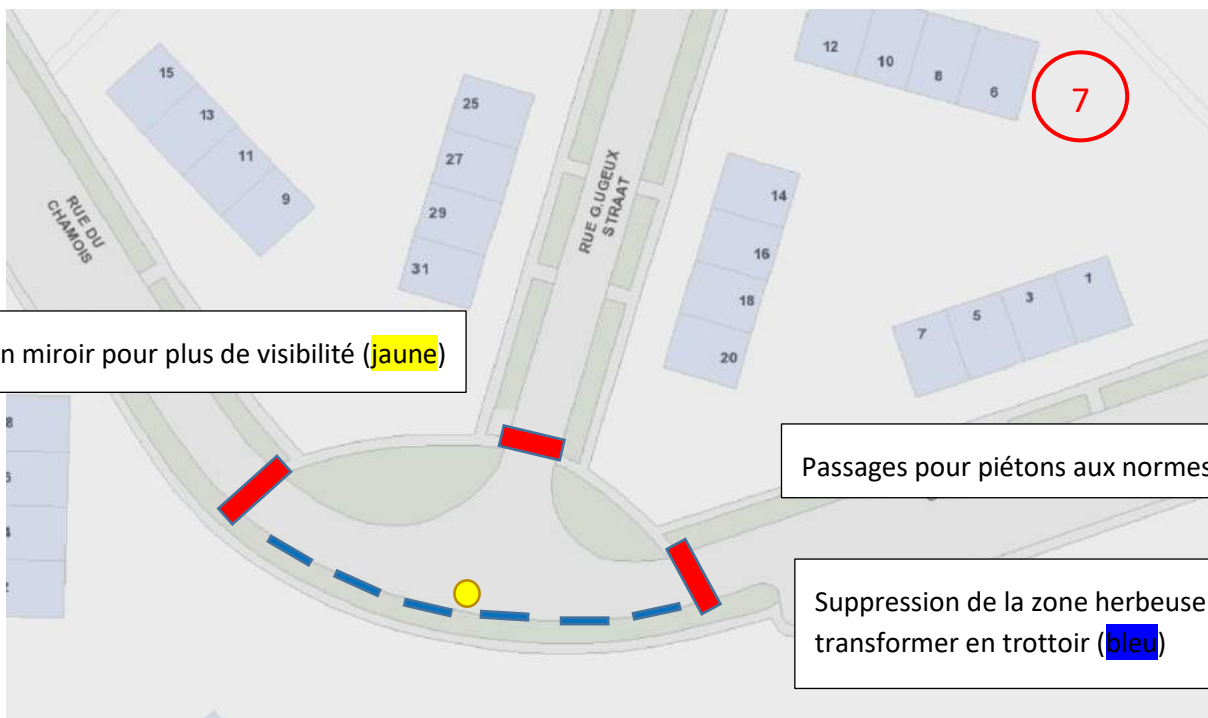 12
10
8
6
7
15
13
11
9
25
27
29
31
RUE G.UGEUX
STRAAT
14
16
18
20
RUE DU
CHAMOIS
1
3
5
7
n miroir pour plus de visibilité (jaune)
8
Passages pour piétons aux normes
Suppression de la zone herbeuse
transformer en trottoir (bleu)